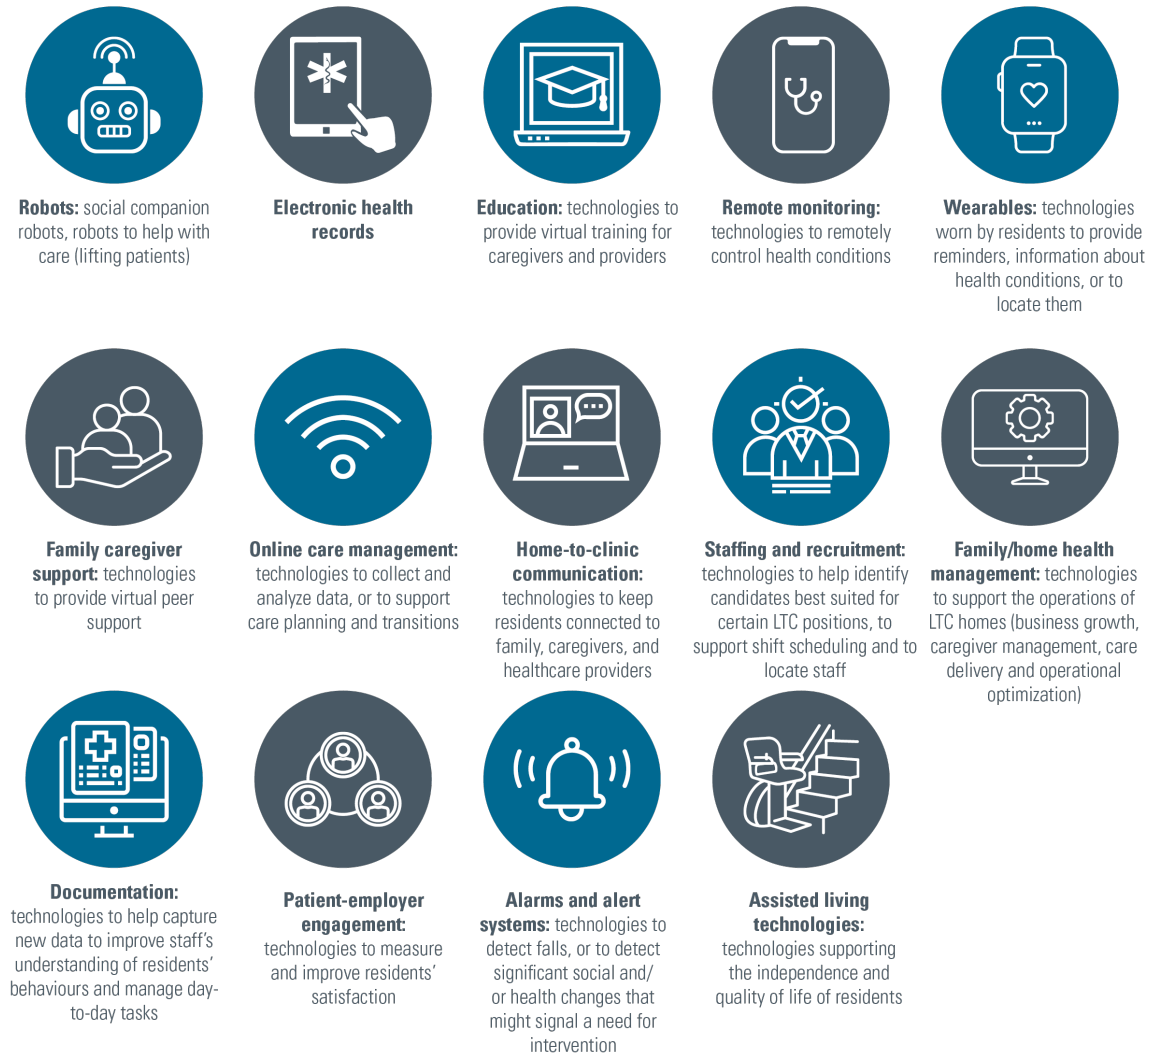 Robots: social companion
robots, robots to help with
care (lifting patients)
Electronic health
records
Education: technologies to
provide virtual training for
caregivers and providers
Remote monitoring:
technologies to remotely
control health conditions
Wearables: technologies
worn by residents to provide
reminders, information about
health conditions, or to
locate them
Family caregiver
support: technologies
to provide virtual peer
support
Online care management:
technologies to collect and
analyze data, or to support
care planning and transitions
Home-to-clinic
communication:
technologies to keep
residents connected to
family, caregivers, and
healthcare providers
Staffing and recruitment:
technologies to help identify
candidates best suited for
certain LTC positions, to
support shift scheduling and to
locate staff
Family/home health
management: technologies
to support the operations of
LTC homes (business growth,
caregiver management, care
delivery and operational
optimization)
Documentation:
technologies to help capture
new data to improve staff’s
understanding of residents’
behaviours and manage day-
to-day tasks
Patient-employer
engagement:
technologies to measure
and improve residents’
satisfaction
Alarms and alert
systems: technologies to
detect falls, or to detect
significant social and/
or health changes that
might signal a need for
intervention
Assisted living
technologies:
technologies supporting
the independence and
quality of life of residents